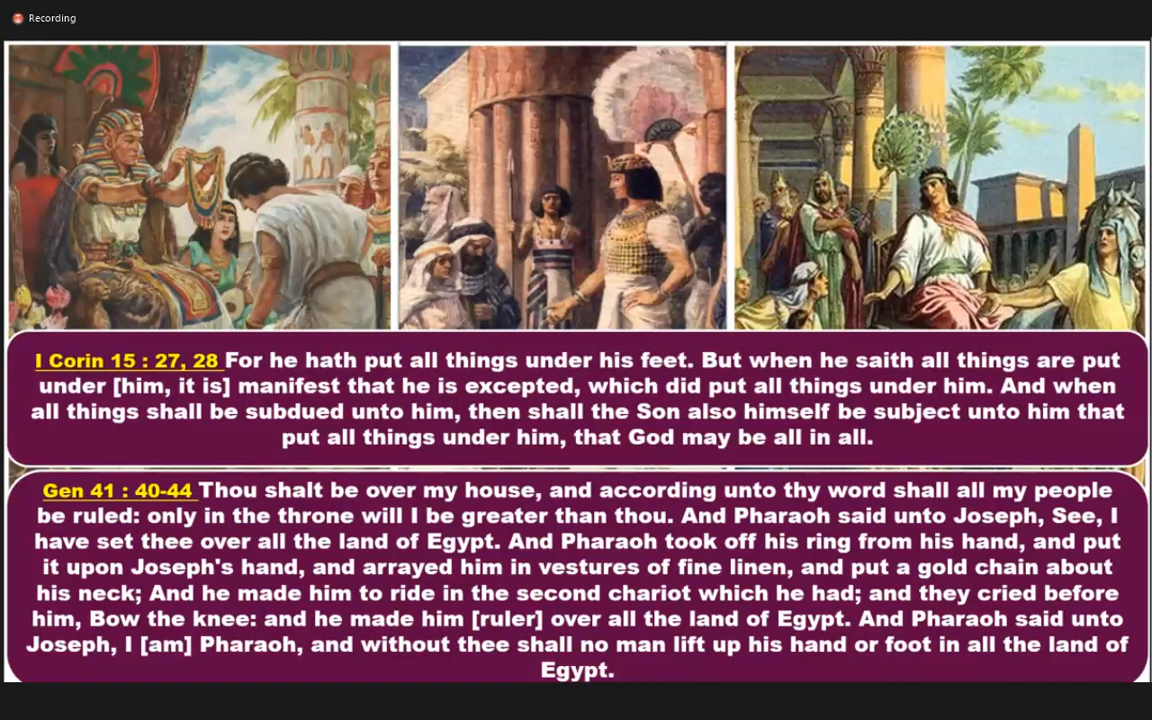 Recording
I Corin 15 : 27, 28 For he hath put all things under his feet. But when he saith all things are put
under [him, it is] manifest that he is excepted, which did put all things under him. And when
all things shall be subdued unto him, then shall the Son also himself be subject unto him that
put all things under him, that God may be all in all.
Gen 41 : 40-44 Thou shalt be over my house, and according unto thy word shall all my people
be ruled: only in the throne will I be greater than thou. And Pharaoh said unto Joseph, See, I
have set thee over all the land of Egypt. And Pharaoh took off his ring from his hand, and put
it upon Joseph's hand, and arrayed him in vestures of fine linen, and put a gold chain about
his neck; And he made him to ride in the second chariot which he had; and they cried before
him, Bow the knee: and he made him [ruler] over all the land of Egypt. And Pharaoh said unto
Joseph, I [am] Pharaoh, and without thee shall no man lift up his hand or foot in all the land of
Egypt.